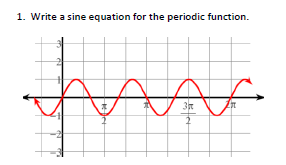 1. Write a sine equation for the periodic function.
3
2
1
π
2
π
3π
2
2π
-1
-2
-3